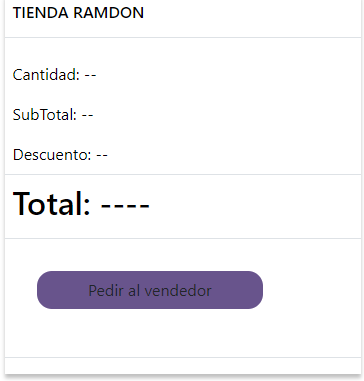 TIENDA RAMDON
Cantidad: --
SubTotal: --
Descuento: --
Total: ----
Pedir al vendedor